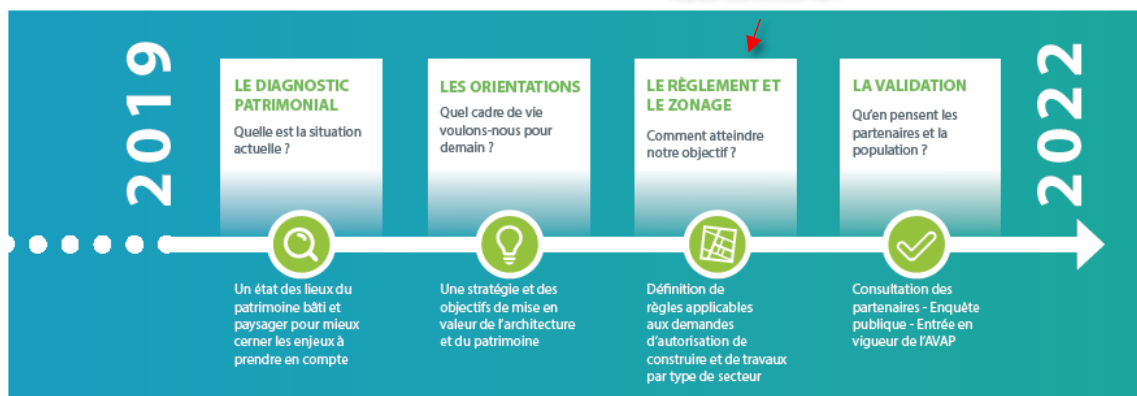 2019
LE DIAGNOSTIC
PATRIMONIAL
Quelle est la situation
actuelle ?
Un état des lieux du
patrimoine bâti et
paysager pour mieux
cerner les enjeux à
prendre en compte
LES ORIENTATIONS
Quel cadre de vie
voulons-nous pour
demain ?
Une stratégie et des
objectifs de mise en
valeur de l'architecture
et du patrimoine
LE RÈGLEMENT ET
LE ZONAGE
Comment atteindre
notre objectif ?
Définition de
règles applicables
aux demandes
d'autorisation de
construire et de travaux
par type de secteur
LA VALIDATION
Qu'en pensent les
partenaires et la
population ?
Consultation des
partenaires - Enquête
publique - Entrée en
vigueur de l'AVAP
2022